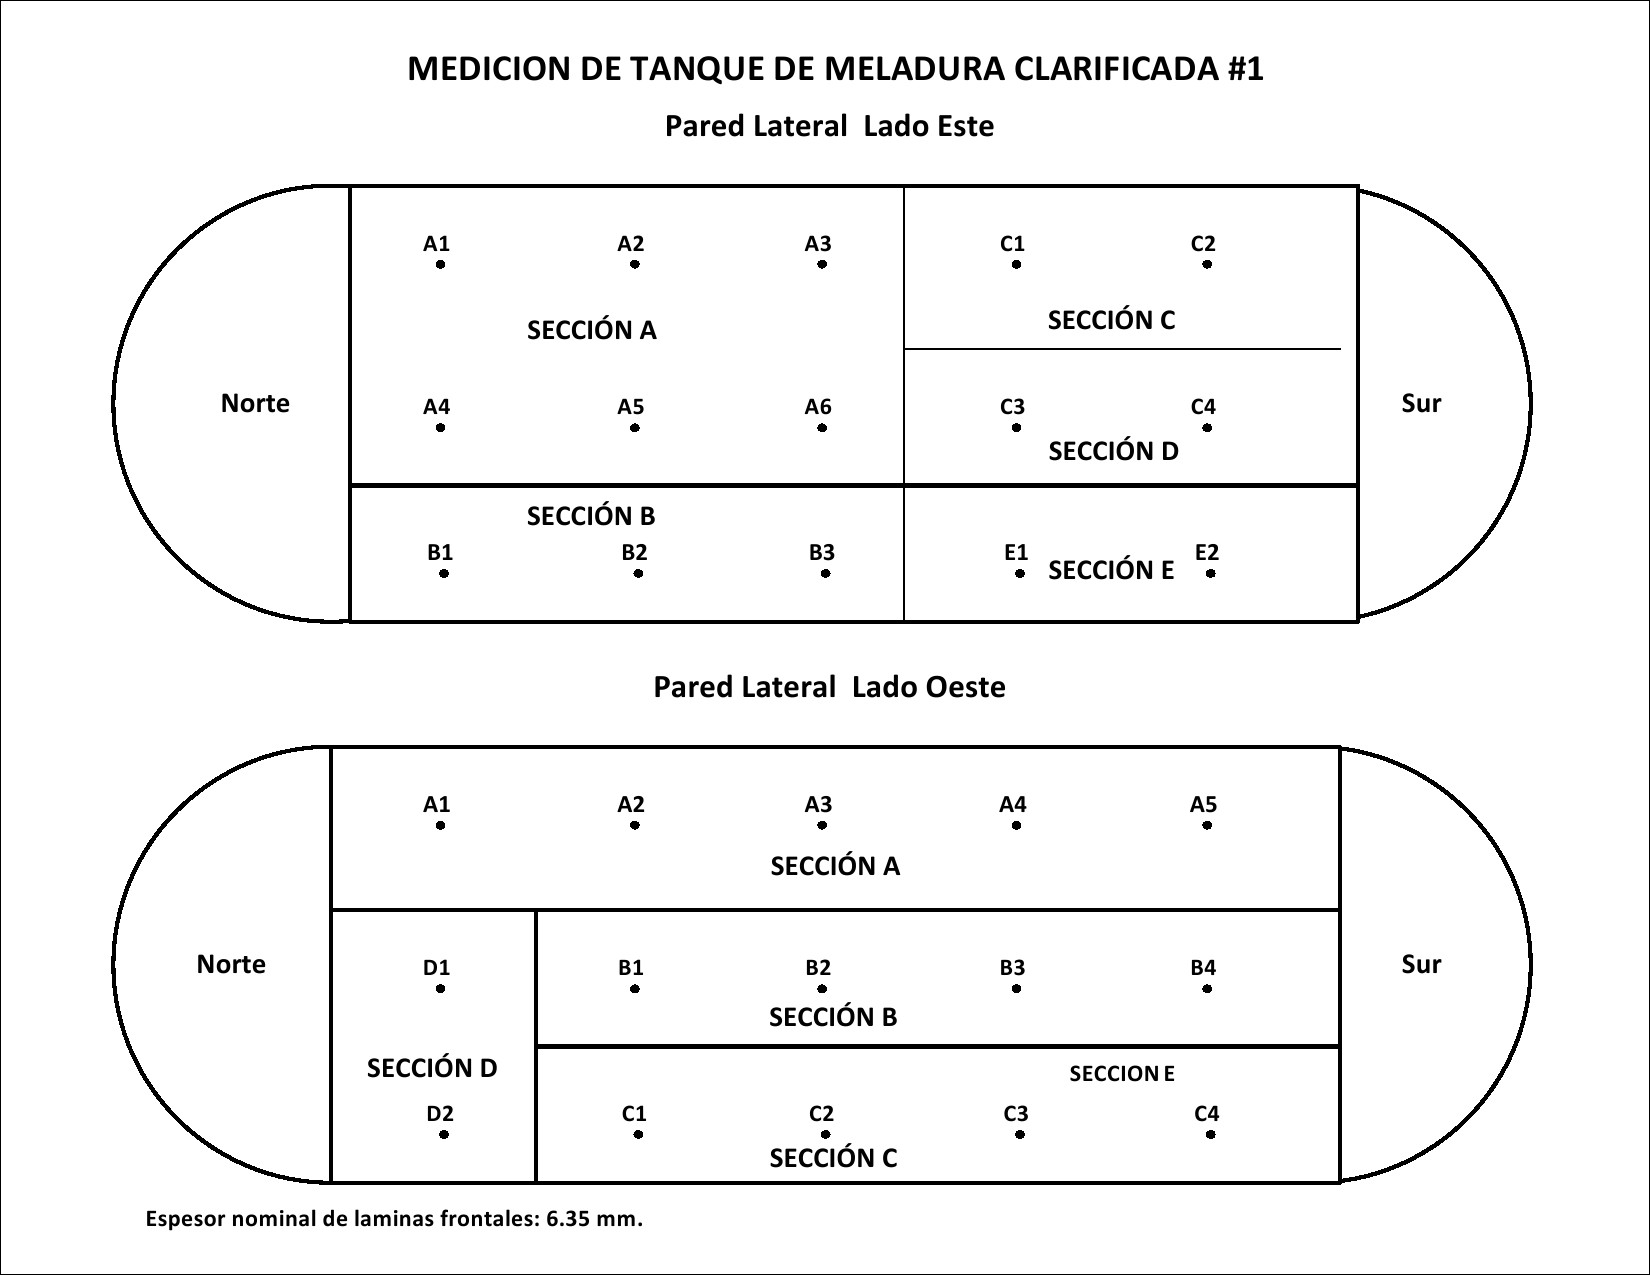 MEDICION DE TANQUE DE MELADURA CLARIFICADA #1
Pared Lateral  Lado Este
A1 A2 A3 C1 C2
SECCIÓN A SECCIÓN C
Norte A4 A5 A6 C3 C4 Sur
SECCIÓN D
SECCIÓN B
B1 B2 B3 E1 SECCIÓN E E2
Pared Lateral  Lado Oeste
A1 A2 A3 A4 A5
SECCIÓN A
Norte D1 B1 B2 B3 B4 Sur
SECCIÓN B
SECCIÓN D SECCION E
D2 C1 C2 C3 C4
SECCIÓN C
Espesor nominal de laminas frontales: 6.35 mm.